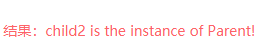 结果：child2 is the instance of Parent!